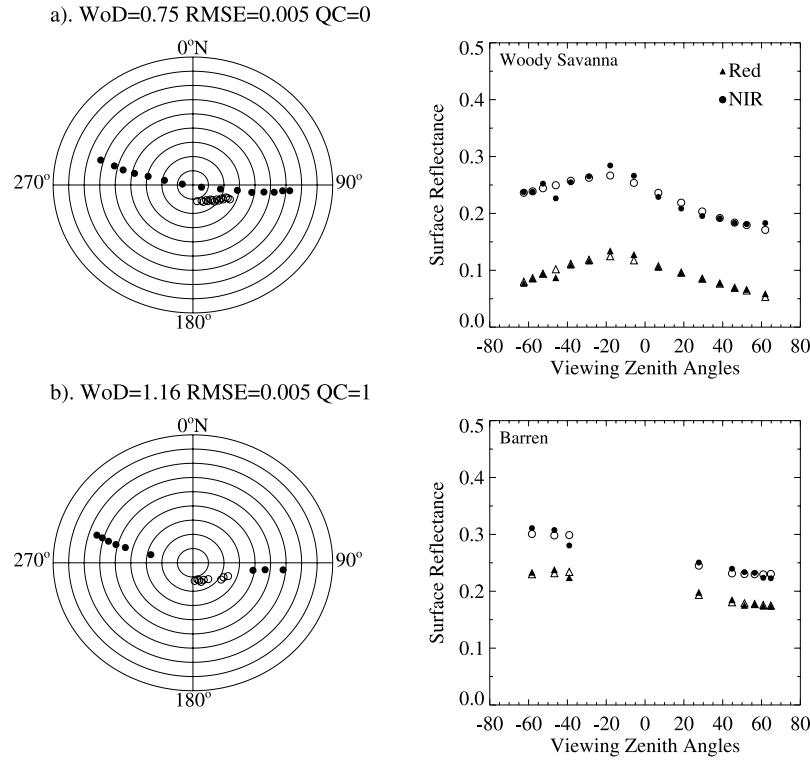 a). WoD=0.75 RMSE=0.005 QC=0
0°N
270°
90°
180°
Woody Savanna
Red
NIR
Surface Reflectance
0.5
0.4
0.3
0.2
0.1
0.0
-80 -60 -40 -20 0 20 40 60 80
Viewing Zenith Angles
b). WoD=1.16 RMSE=0.005 QC=1
0°N
270°
90°
180°
Barren
Surface Reflectance
0.5
0.4
0.3
0.2
0.1
0.0
-80 -60 -40 -20 0 20 40 60 80
Viewing Zenith Angles